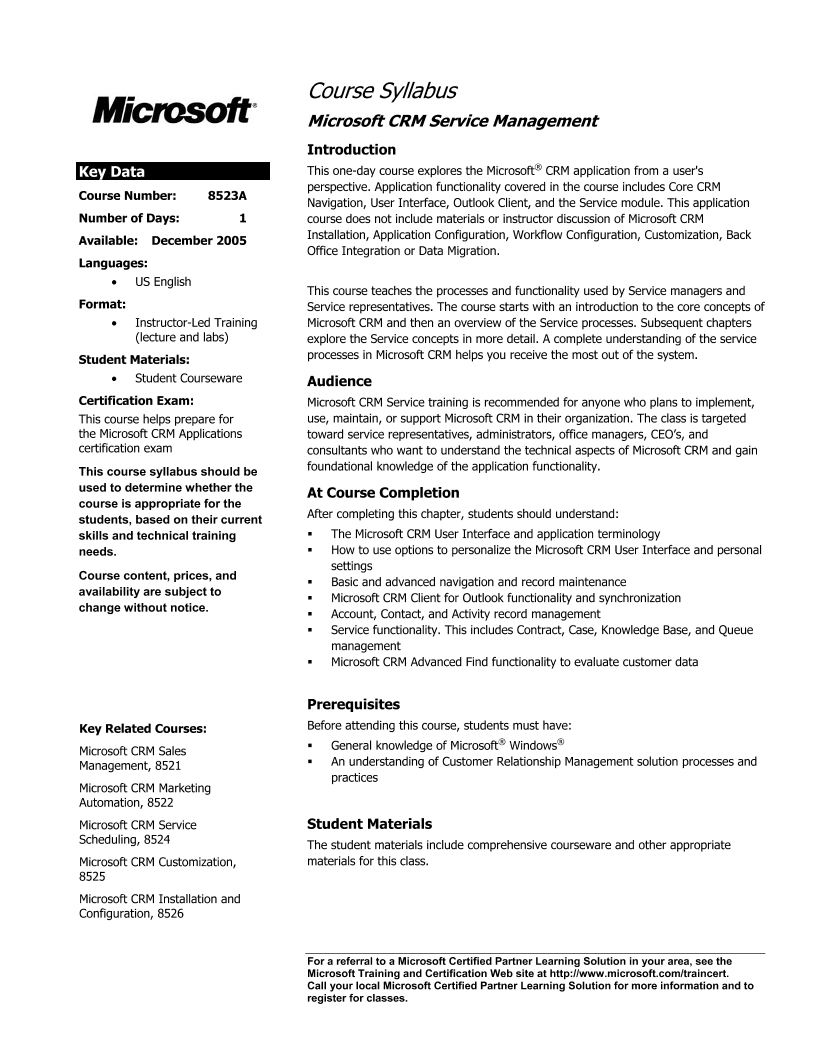 Microsoft®
Key Data
Course Number: 8523A
Number of Days: 1
Available: December 2005
Languages:
• US English
Format:
• Instructor-Led Training
(lecture and labs)
Student Materials:
• Student Courseware
Certification Exam:
This course helps prepare for
the Microsoft CRM Applications
certification exam
This course syllabus should be
used to determine whether the
course is appropriate for the
students, based on their current
skills and technical training
needs.
Course content, prices, and
availability are subject to
change without notice.
Key Related Courses:
Microsoft CRM Sales
Management, 8521
Microsoft CRM Marketing
Automation, 8522
Microsoft CRM Service
Scheduling, 8524
Microsoft CRM Customization,
8525
Microsoft CRM Installation and
Configuration, 8526
Course Syllabus
Microsoft CRM Service Management
Introduction
This one-day course explores the Microsoft® CRM application from a user's
perspective. Application functionality covered in the course includes Core CRM
Navigation, User Interface, Outlook Client, and the Service module. This application
course does not include materials or instructor discussion of Microsoft CRM
Installation, Application Configuration, Workflow Configuration, Customization, Back
Office Integration or Data Migration.
This course teaches the processes and functionality used by Service managers and
Service representatives. The course starts with an introduction to the core concepts of
Microsoft CRM and then an overview of the Service processes. Subsequent chapters
explore the Service concepts in more detail. A complete understanding of the service
processes in Microsoft CRM helps you receive the most out of the system.
Audience
Microsoft CRM Service training is recommended for anyone who plans to implement,
use, maintain, or support Microsoft CRM in their organization. The class is targeted
toward service representatives, administrators, office managers, CEO’s, and
consultants who want to understand the technical aspects of Microsoft CRM and gain
foundational knowledge of the application functionality.
At Course Completion
After completing this chapter, students should understand:
▪ The Microsoft CRM User Interface and application terminology
▪ How to use options to personalize the Microsoft CRM User Interface and personal
settings
▪ Basic and advanced navigation and record maintenance
▪ Microsoft CRM Client for Outlook functionality and synchronization
▪ Account, Contact, and Activity record management
▪ Service functionality. This includes Contract, Case, Knowledge Base, and Queue
management
▪ Microsoft CRM Advanced Find functionality to evaluate customer data
Prerequisites
Before attending this course, students must have:
▪ General knowledge of Microsoft® Windows®
▪ An understanding of Customer Relationship Management solution processes and
practices
Student Materials
The student materials include comprehensive courseware and other appropriate
materials for this class.
For a referral to a Microsoft Certified Partner Learning Solution in your area, see the
Microsoft Training and Certification Web site at http://www.microsoft.com/traincert.
Call your local Microsoft Certified Partner Learning Solution for more information and to
register for classes.